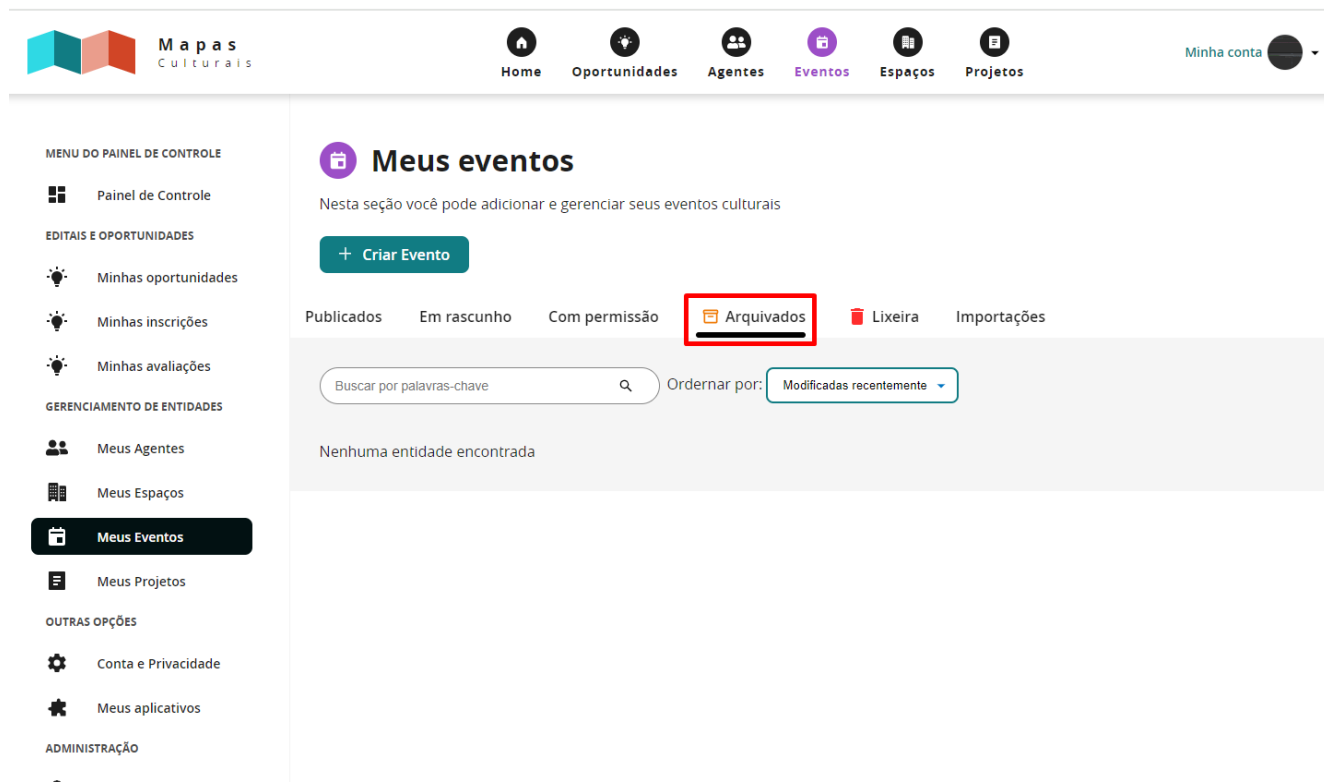 Mapas
Culturais
Home
Oportunidades
Agentes
Eventos
Espaços
Projetos
Minha conta
MENU DO PAINEL DE CONTROLE
Painel de Controle
EDITAIS E OPORTUNIDADES
Minhas oportunidades
Minhas inscrições
Minhas avaliações
GERENCIAMENTO DE ENTIDADES
Meus Agentes
Meus Espaços
Meus Eventos
Meus Projetos
OUTRAS OPÇÕES
Conta e Privacidade
Meus aplicativos
ADMINISTRAÇÃO
Meus eventos
Nesta seção você pode adicionar e gerenciar seus eventos culturais
+ Criar Evento
Publicados
Em rascunho
Com permissão
Arquivados
Lixeira
Importações
Buscar por palavras-chave
Ordernar por:
Modificadas recentemente
Nenhuma entidade encontrada